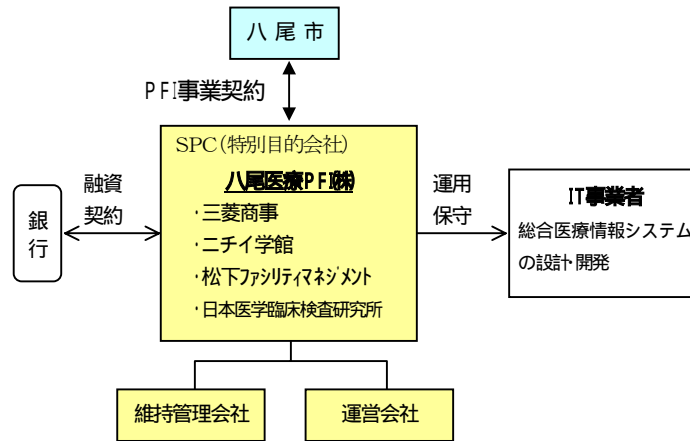 八尾市
PFI事業契約
SPC(特別目的会社)
八尾医療PFI㈱
・三菱商事
・ニチイ学館
・松下ファシリティマネジメント
・日本医学臨床検査研究所
融資
契約
銀
行
運用
保守
IT事業者
総合医療情報システム
の設計・開発
維持管理会社
運営会社